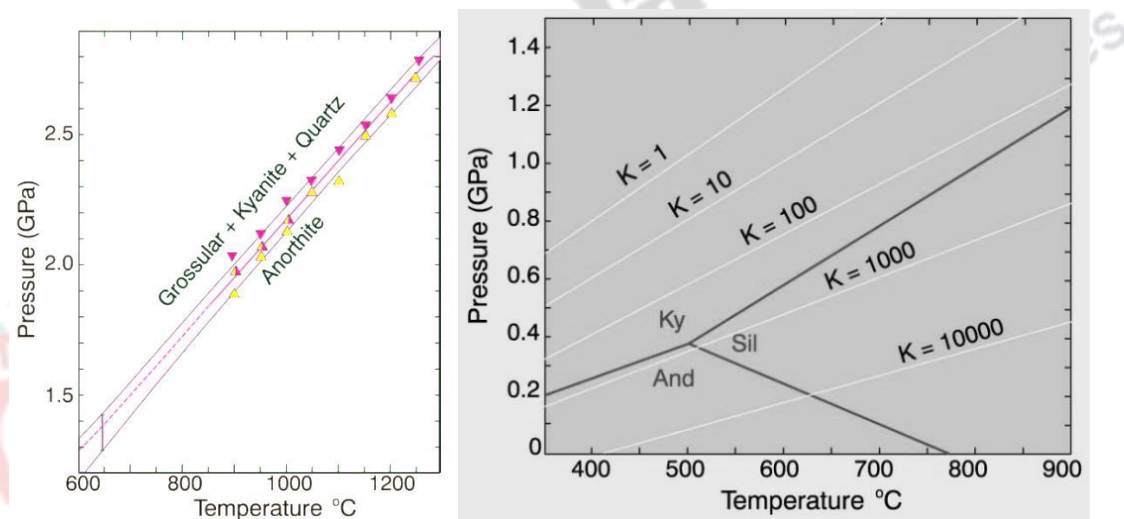 Grossular + Kyanite + Quartz
Anorthite
Pressure (GPa)
2.5
2.0
1.5
600
800
1000
1200
Temperature °C
K = 1
K = 10
K = 100
K = 1000
K = 10000
Ky
Sil
And
Pressure (GPa)
1.4
1.2
1.0
0.8
0.6
0.4
0.2
0
400
500
600
700
800
900
Temperature °C